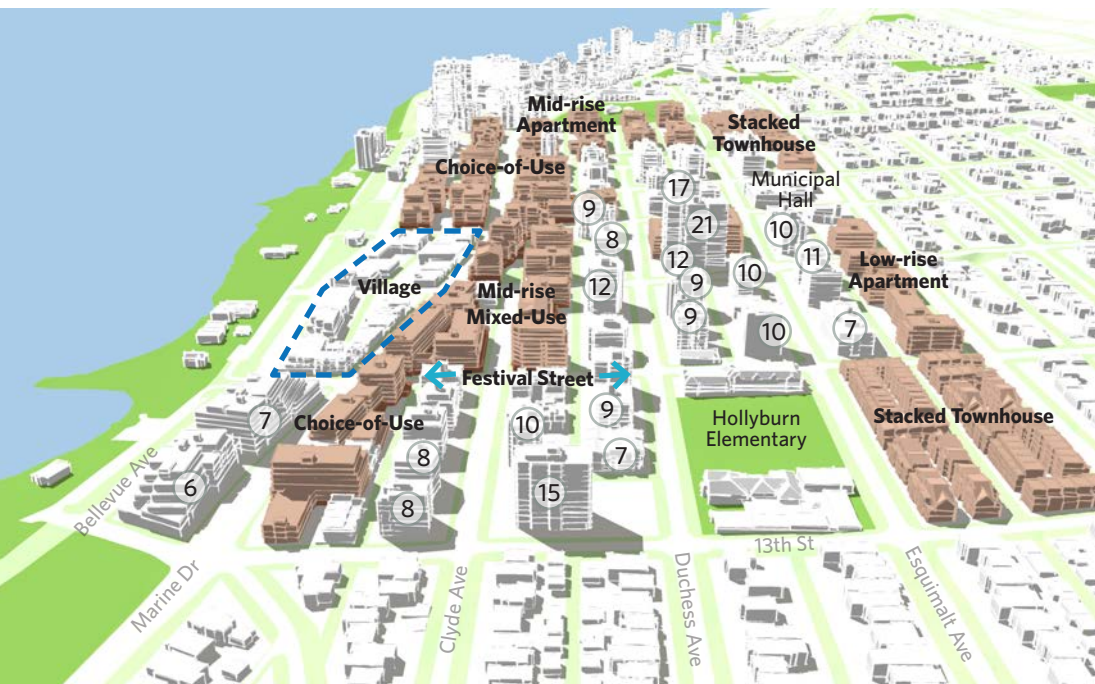 Mid-rise
Apartment
Stacked
Townhouse
Choice-of-Use
Municipal
Hall
17
9
21
10
8
11
12
10
Low-rise
Apartment
9
Village
12
Mid-rise
Mixed-Use
9
10
7
Festival Street
9
Hollyburn
Elementary
Stacked Townhouse
7
Choice-of-Use
10
8
7
6
15
8
Bellevue Ave
Marine Dr
Clyde Ave
Duchess Ave
13th St
Esquimalt Ave